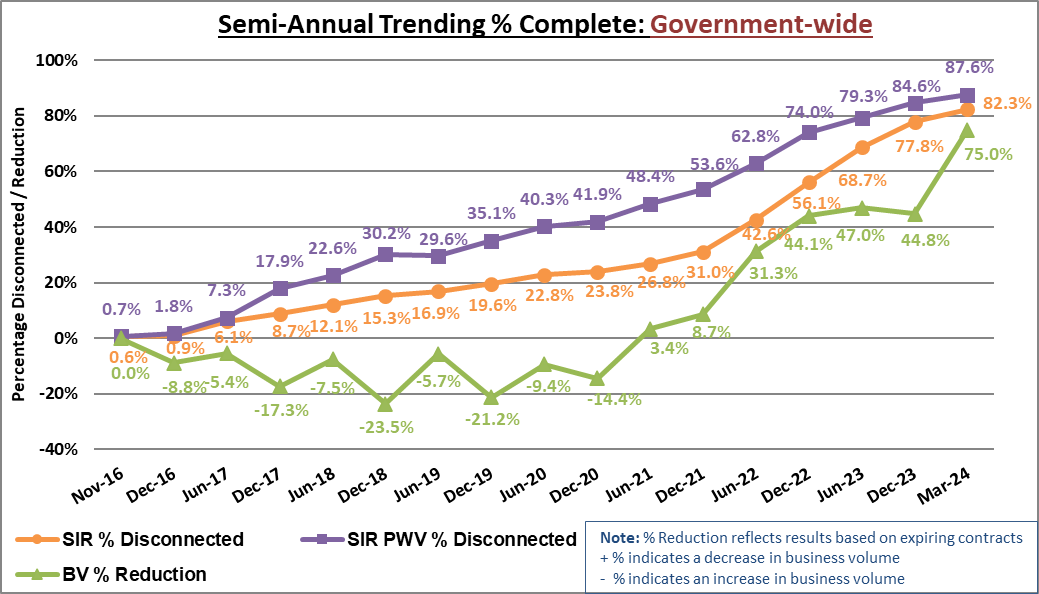 Semi-Annual Trending % Complete: Government-wide
Percentage Disconnected / Reduction
100%
80%
60%
40%
20%
0%
-20%
-40%
0.7%
1.8%
7.3%
17.9%
22.6%
30.2%
29.6%
35.1%
40.3%
41.9%
48.4%
53.6%
62.8%
74.0%
79.3%
84.6%
87.6%
0.6%
0.9%
6.1%
8.7%
12.1%
15.3%
16.9%
19.6%
22.8%
23.8%
26.8%
31.0%
42.6%
56.1%
68.7%
77.8%
82.3%
0.0%
-8.8%
-5.4%
-17.3%
-7.5%
-23.5%
-5.7%
-21.2%
-9.4%
-14.4%
3.4%
8.7%
31.3%
44.1%
47.0%
44.8%
75.0%
Nov-16
Dec-16
Jun-17
Dec-17
Jun-18
Dec-18
Jun-19
Dec-19
Jun-20
Dec-20
Jun-21
Dec-21
Jun-22
Dec-22
Jun-23
Dec-23
Mar-24
SIR % Disconnected
SIR PWV % Disconnected
BV % Reduction
Note: % Reduction reflects results based on expiring contracts
+ % indicates a decrease in business volume
- % indicates an increase in business volume